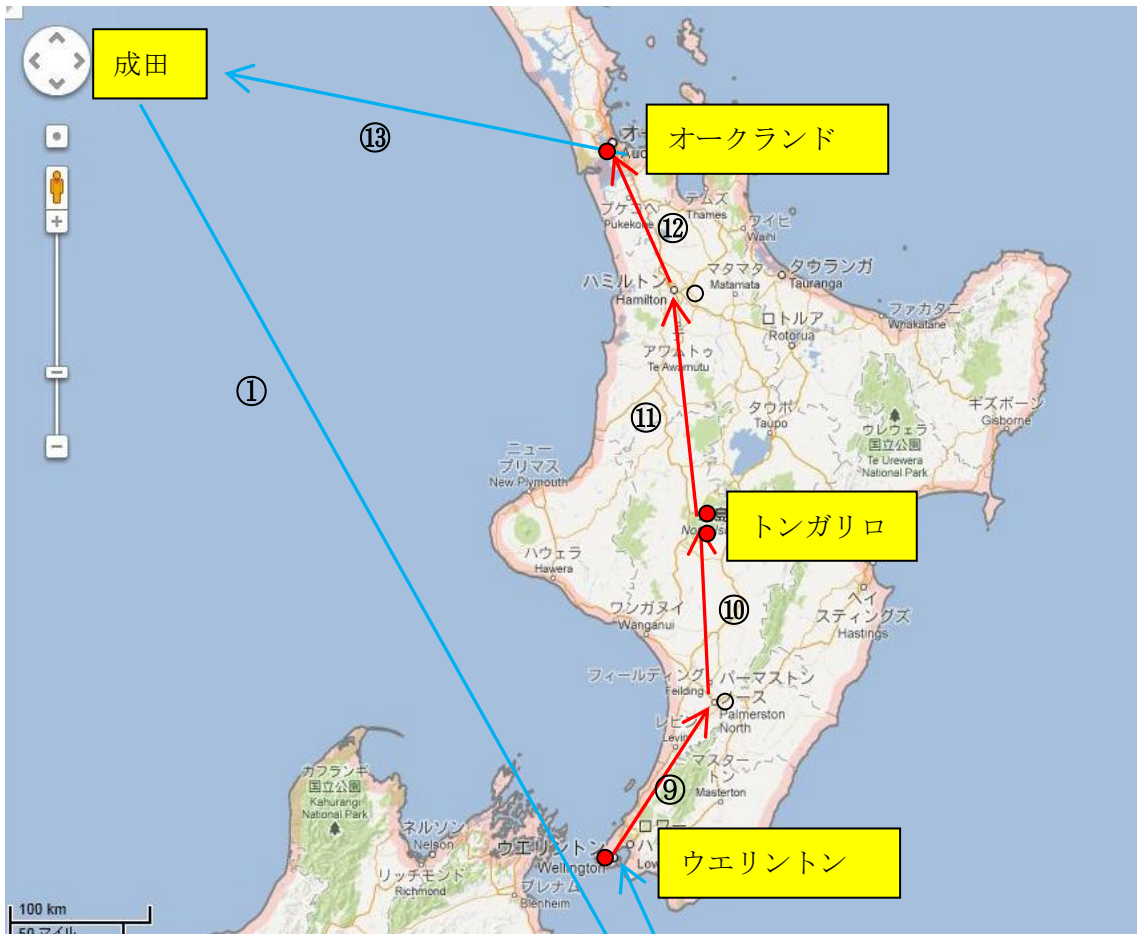 成田
⑬
オークランド
プケコヘ
Pukekohe
テムズ
Thames
⑫
ワイヒ
Waihi
ハミルトン
Hamilton
マタマタ
Matamata
タウランガ
Tauranga
ファカタニ
Whakatane
ロトルア
Rotorua
Te Awamutu
①
⑪
タウポ
Taupo
ギズボーン
Gisborne
ウレウェラ
国立公園
Te Urewera
National Park
ニュー
プリマス
New Plymouth
トンガリロ
ハウェラ
Hawera
ワンガヌイ
Wanganui
⑩
ヘイ
スティングズ
Hastings
フィールディング
Feilding
パーマストン
ノース
Palmerston
North
レビン
Levin
マスター
トン
Masterton
⑨
カフランギ
国立公園
Kahurangi
National Park
ネルソン
Nelson
ウエリントン
Wellington
ロワー
ウエリントン
リッチモンド
Richmond
ブレナム
Blenheim
100 km
50 マイル